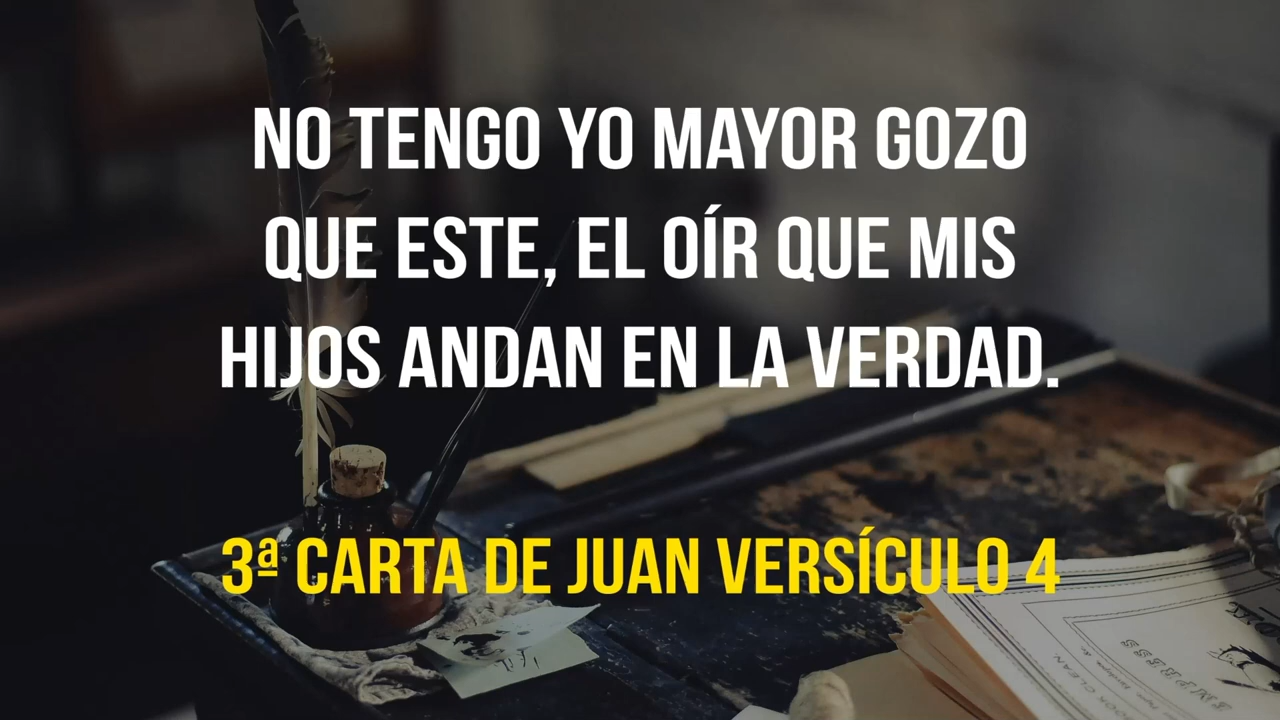 NO TENGO YO MAYOR GOZO
QUE ESTE, EL OÍR QUE MIS
HIJOS ANDAN EN LA VERDAD.
3ª CARTA DE JUAN VERSÍCULO 4
EMPRESS